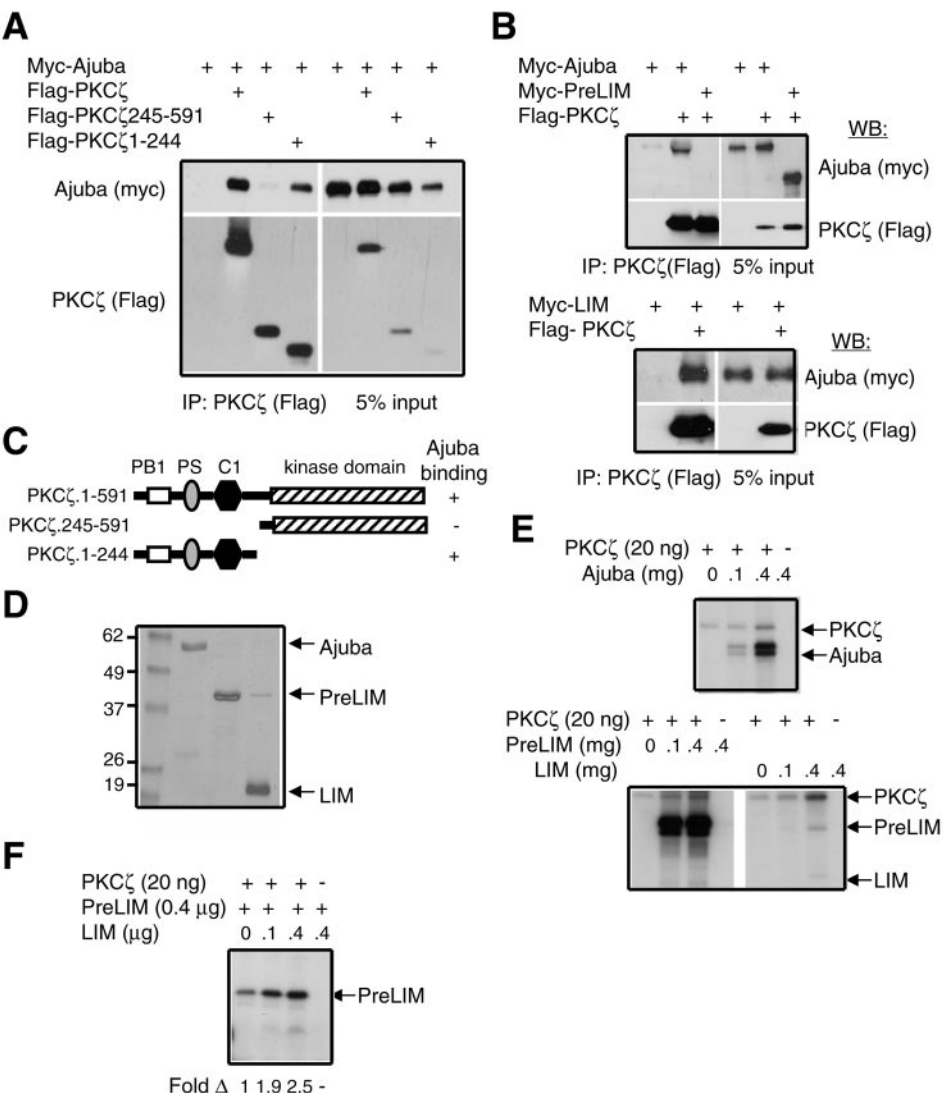 A
Myc-Ajuba + + + + + + + +
Flag-PKCζ + +
Flag-PKCζ245-591 + +
Flag-PKCζ1-244 + +
Ajuba (myc)
PKCζ (Flag)
IP: PKCζ (Flag) 5% input
B
Myc-Ajuba + + + +
Myc-PreLIM + +
Flag-PKCζ + + + +
WB:
Ajuba (myc)
PKCζ (Flag)
IP: PKCζ(Flag) 5% input
Myc-LIM + + + +
Flag- PKCζ + +
WB:
Ajuba (myc)
PKCζ (Flag)
IP: PKCζ (Flag) 5% input
C
PB1 PS C1 kinase domain Ajuba binding
PKCζ.1-591 +
PKCζ.245-591 -
PKCζ.1-244 +
D
62
49
37
26
19
Ajuba
PreLIM
LIM
E
PKCζ (20 ng) + + + -
Ajuba (mg) 0 .1 .4 .4
PKCζ
Ajuba
PKCζ (20 ng) + + + - + + + -
PreLIM (mg) 0 .1 .4 .4
LIM (mg) 0 .1 .4 .4
PKCζ
PreLIM
LIM
F
PKCζ (20 ng) + + + -
PreLIM (0.4 μg) + + + +
LIM (μg) 0 .1 .4 .4
PreLIM
Fold Δ 1 1.9 2.5 -